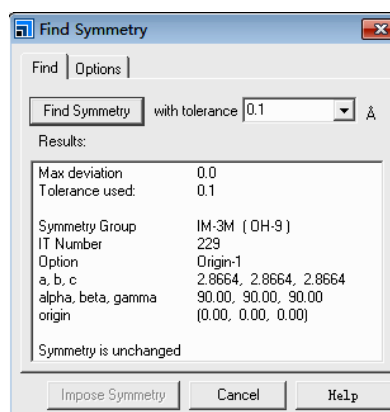 Find Symmetry
Find Options
Find Symmetry with tolerance 0.1 Å
Results:
Max deviation 0.0
Tolerance used: 0.1
Symmetry Group IM-3M ( OH-9 )
IT Number 229
Option Origin-1
a, b, c 2.8664, 2.8664, 2.8664
alpha, beta, gamma 90.00, 90.00, 90.00
origin (0.00, 0.00, 0.00)
Symmetry is unchanged
Impose Symmetry Cancel Help